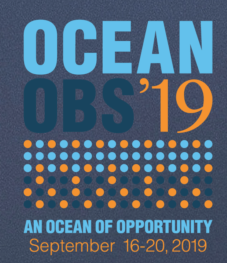 OCEAN
OBS'19
AN OCEAN OF OPPORTUNITY
September 16-20, 2019